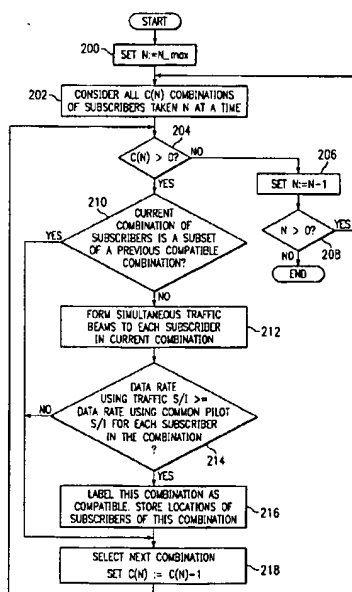 START
200
SET N:=N_max
202
CONSIDER ALL C(N) COMBINATIONS
OF SUBSCRIBERS TAKEN N AT A TIME
204
C(N) > 0?
NO
YES
206
SET N:=N-1
N > 0?
YES
208
NO
END
210
YES
CURRENT
COMBINATION
OF SUBSCRIBERS IS A SUBSET
OF A PREVIOUS COMPATIBLE
COMBINATION?
NO
FORM SIMULTANEOUS TRAFFIC
BEAMS TO EACH SUBSCRIBER
IN CURRENT COMBINATION
212
DATA RATE
USING TRAFFIC S/I >=
DATA RATE USING COMMON PILOT
S/I FOR EACH SUBSCRIBER
IN THE COMBINATION
?
NO
214
YES
LABEL THIS COMBINATION AS
COMPATIBLE. STORE LOCATIONS OF
SUBSCRIBERS OF THIS COMBINATION
216
SELECT NEXT COMBINATION
SET C(N) := C(N)-1
218